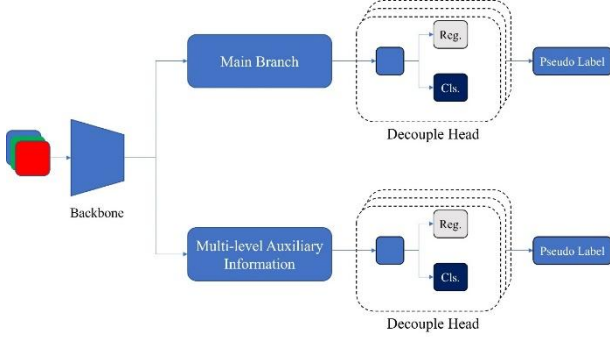 Main Branch
Reg.
Cls.
Decouple Head
Pseudo Label
Backbone
Multi-level Auxiliary
Information
Reg.
Cls.
Decouple Head
Pseudo Label